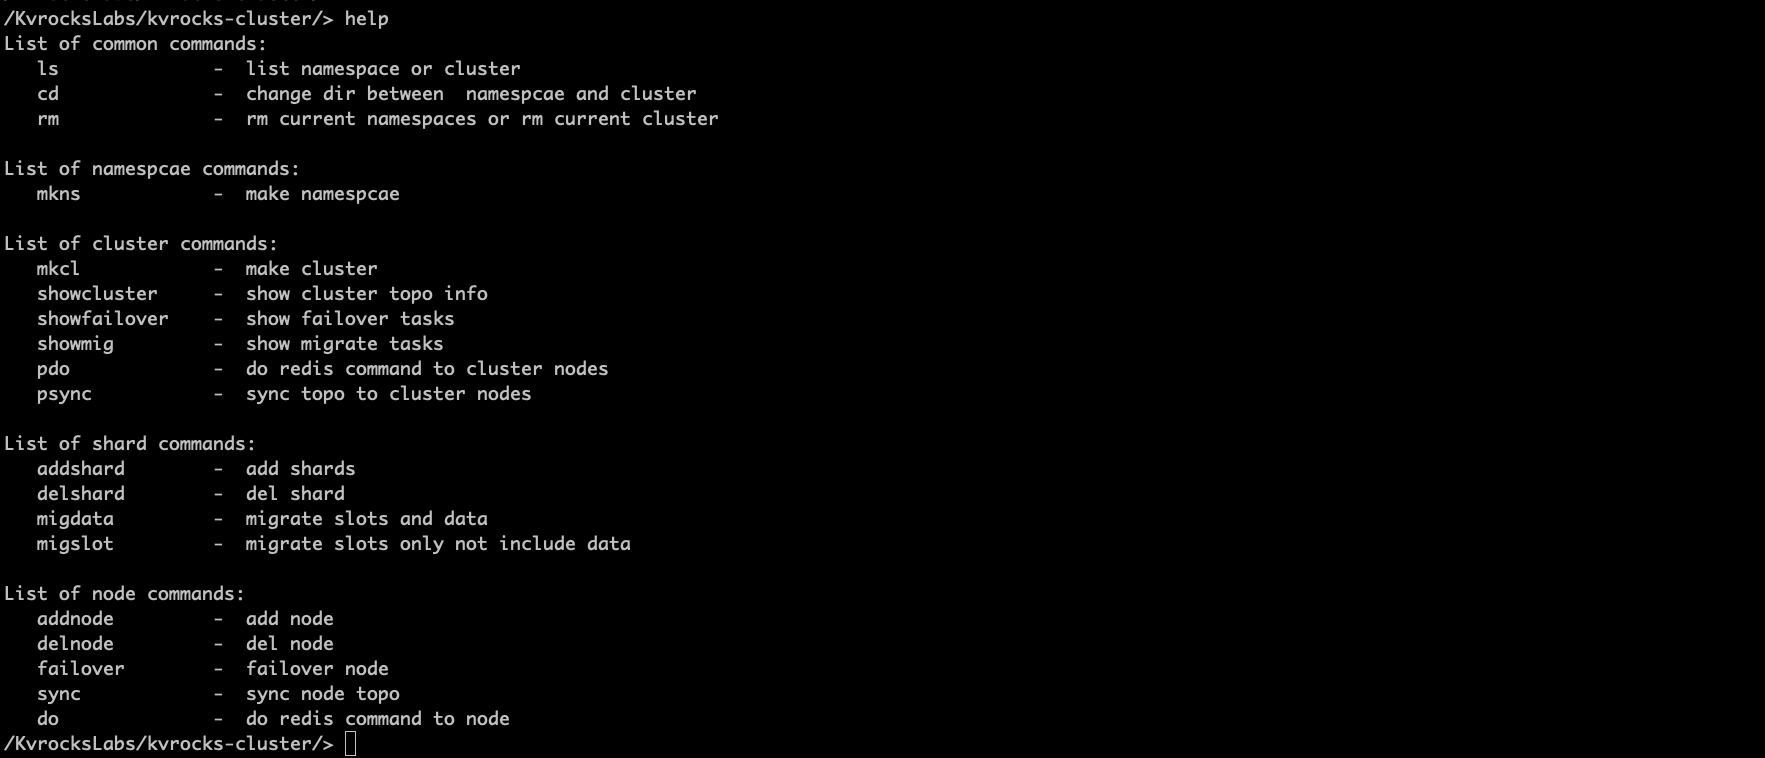 /KvrocksLabs/kvrocks-cluster/> help
List of common commands:
ls - list namespace or cluster
cd - change dir between  namespcae and cluster
rm - rm current namespaces or rm current cluster
List of namespcae commands:
mkns - make namespcae
List of cluster commands:
mkcl - make cluster
showcluster - show cluster topo info
showfailover - show failover tasks
showmig - show migrate tasks
pdo - do redis command to cluster nodes
psync - sync topo to cluster nodes
List of shard commands:
addshard - add shards
delshard - del shard
migdata - migrate slots and data
migslot - migrate slots only not include data
List of node commands:
addnode - add node
delnode - del node
failover - failover node
sync - sync node topo
do - do redis command to node
/KvrocksLabs/kvrocks-cluster/>